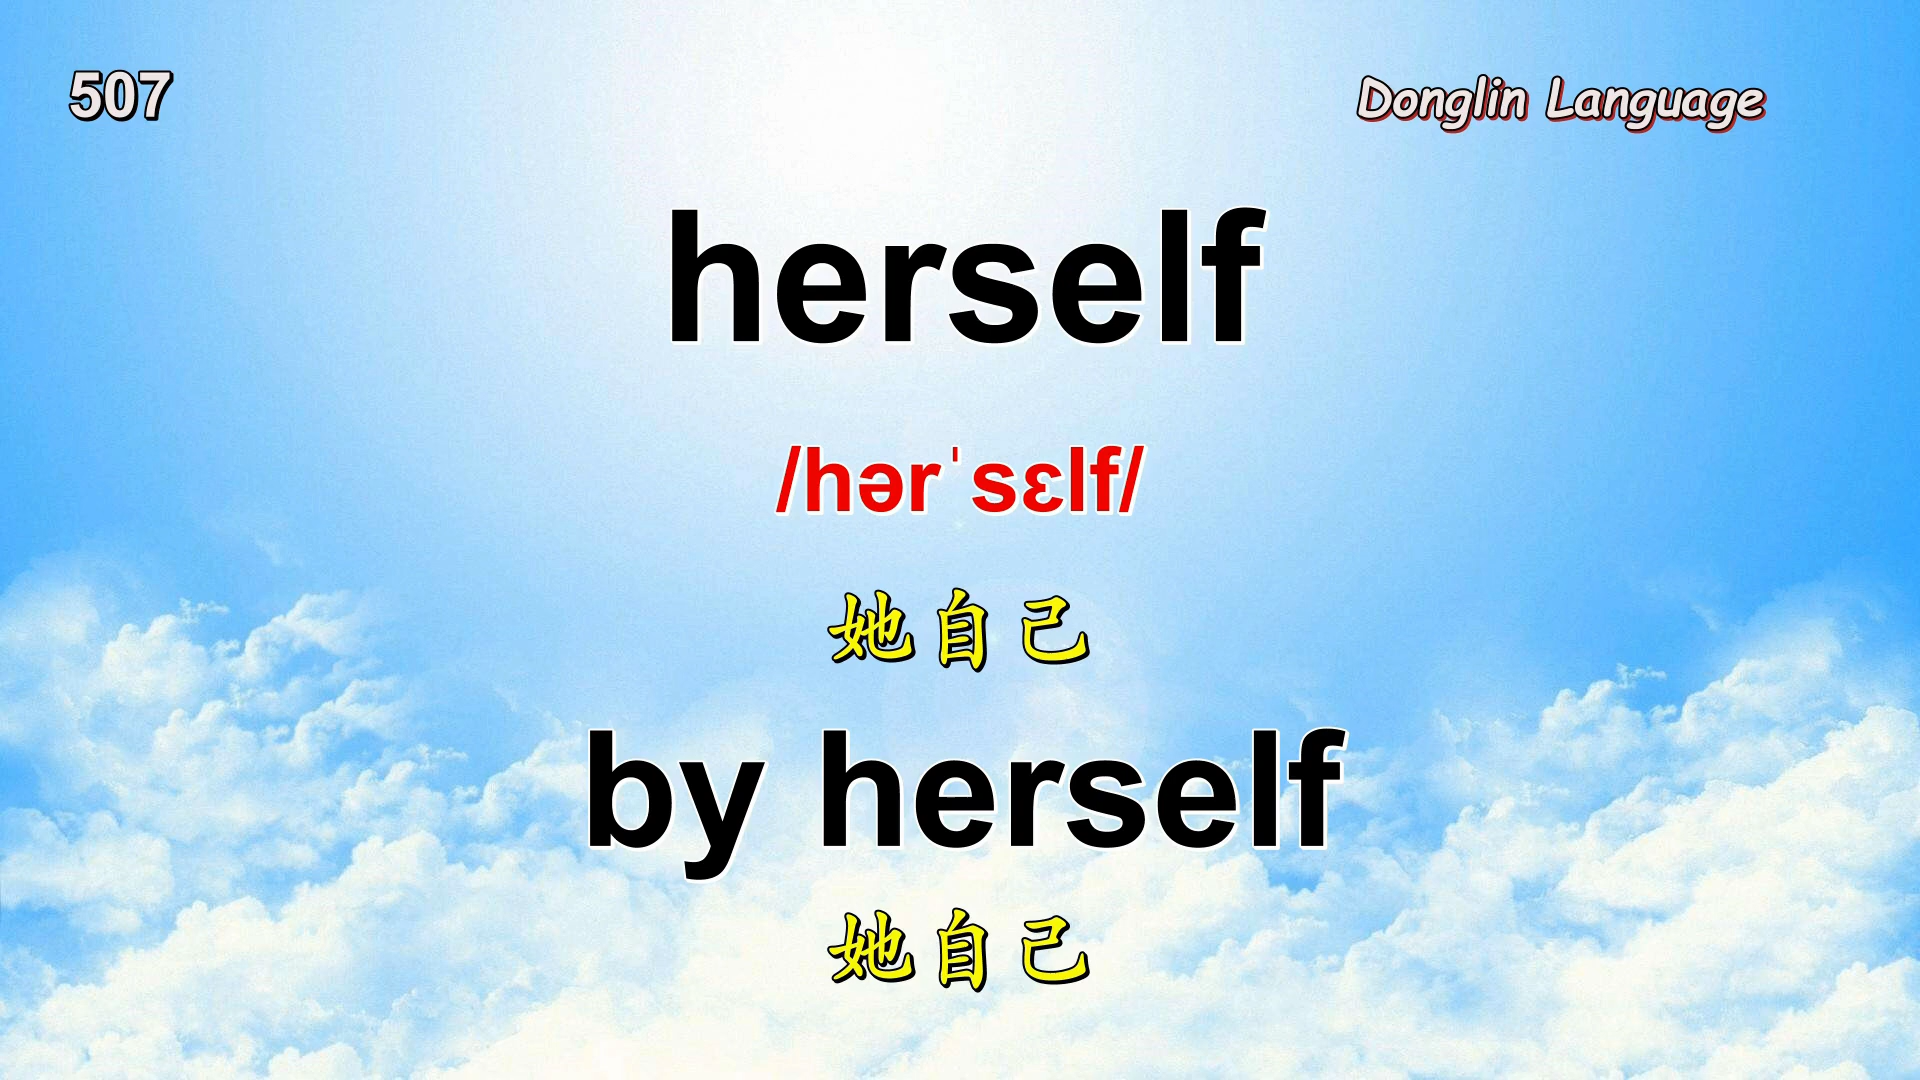 507
Donglin Language
herself
/hərˈsɛlf/
她自己
by herself
她自己